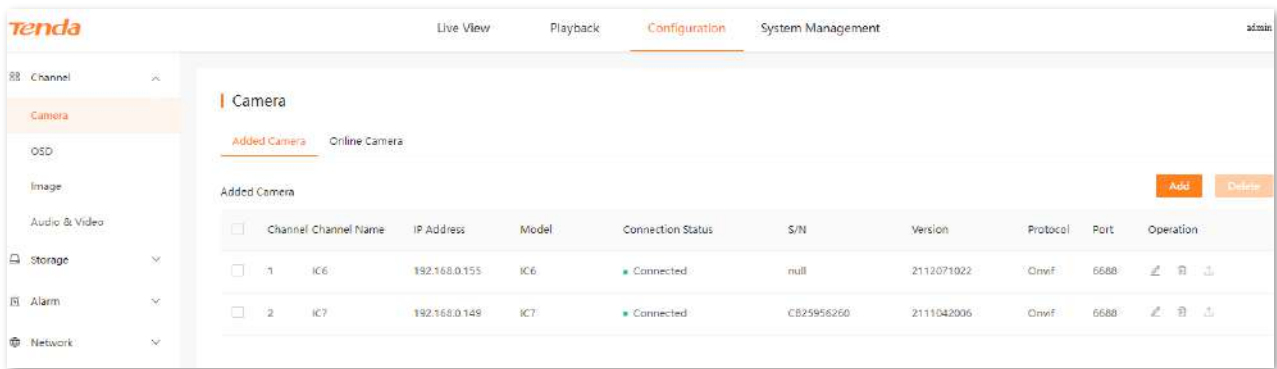 Tenda
Live View Playback Configuration System Management admin
Channel
Camera
OSD
Image
Audio & Video
Storage
Alarm
Network
Camera
Added Camera Online Camera
Added Camera Add Delete
Channel Channel Name IP Address Model Connection Status S/N Version Protocol Port Operation
1 IC6 192.168.0.155 IC6 Connected null 2112071022 Onvif 6688
2 IC7 192.168.0.149 IC7 Connected CB25956260 2111042006 Onvif 6688